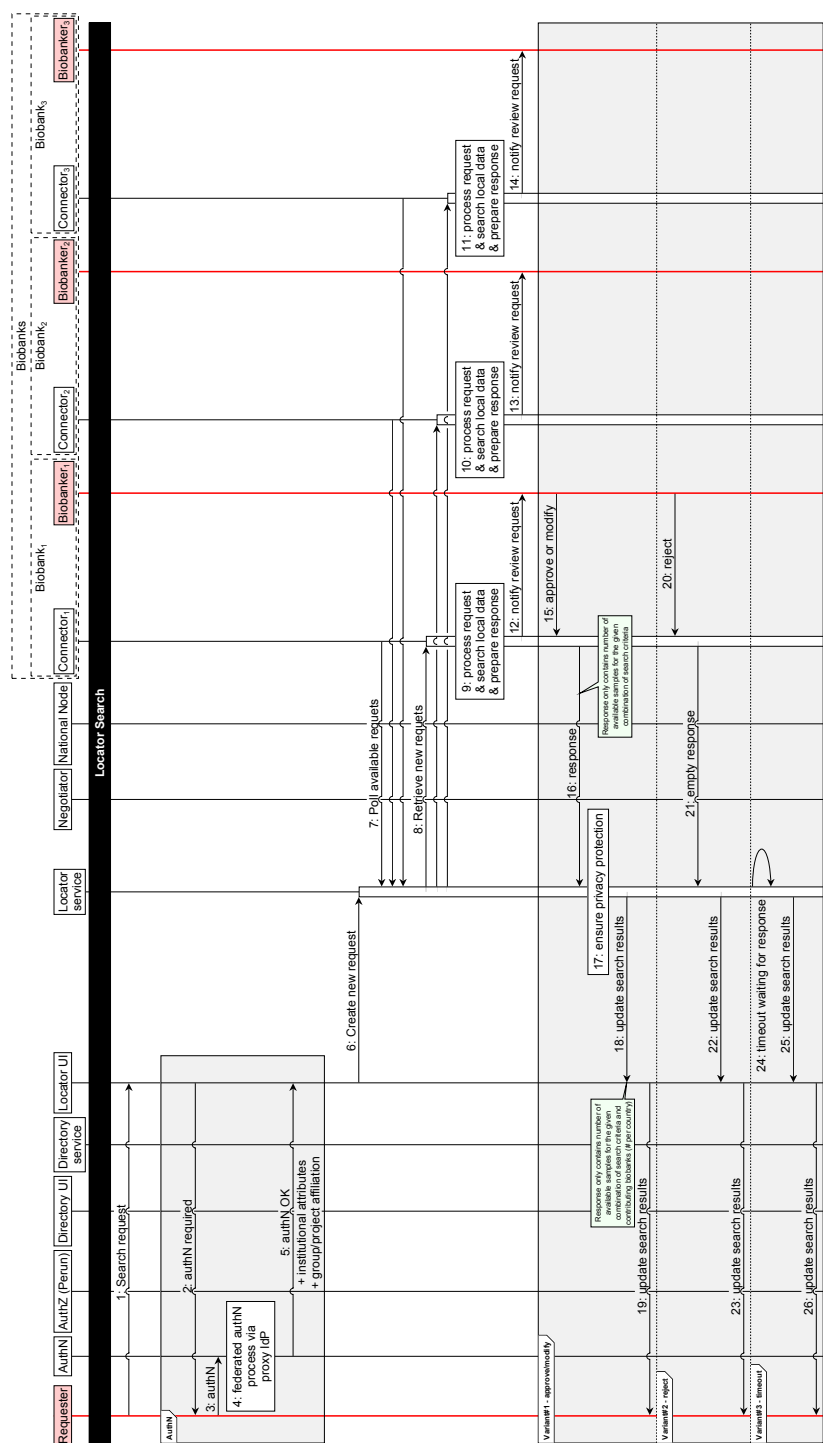 Biobanks
Biobank1
Biobank2
Biobank3
Requester
AuthN
AuthZ (Perun)
Directory UI
Directory
service
Locator UI
Locator
service
Negotiator
National Node
Connector1
Biobanker1
Connector2
Biobanker2
Connector3
Biobanker3
Locator Search
1: Search request
AuthN
2: authN required
3: authN
4: federated authN
process via
proxy IdP
5: authN OK
+ institutional attributes
+ group/project affiliation
6: Create new request
7: Poll available requets
8: Retrieve new requests
9: process request
& search local data
& prepare response
10: process request
& search local data
& prepare response
11: process request
& search local data
& prepare response
12: notify review request
13: notify review request
14: notify review request
Variant#1 - approve/modify
15: approve or modify
16: response
Response only contains number of
available samples for the given
combination of search criteria
17: ensure privacy protection
18: update search results
Response only contains number of
available samples for the given
combination of search criteria and
contributing biobanks (# per country)
19: update search results
Variant#2 - reject
20: reject
21: empty response
22: update search results
23: update search results
Variant#3 - timeout
24: timeout waiting for response
25: update search results
26: update search results